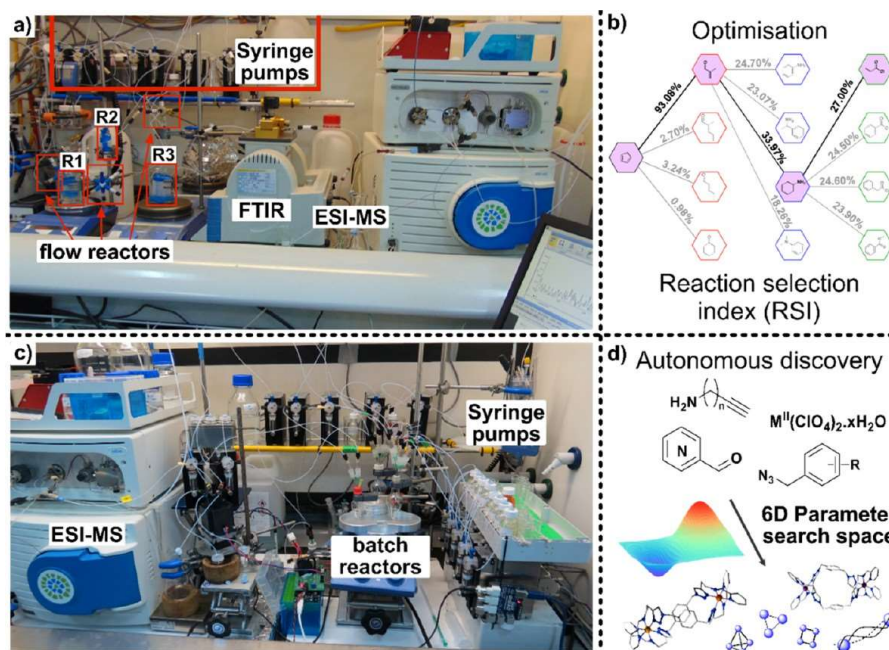 a)
Syringe
pumps
R2
R1
R3
FTIR
ESI-MS
flow reactors
b)
Optimisation
93.08%
2.70%
3.24%
0.98%
24.70%
23.07%
33.97%
18.26%
27.00%
24.50%
24.60%
23.90%
Reaction selection
index (RSI)
c)
Syringe
pumps
ESI-MS
batch
reactors
d)
Autonomous discovery
H₂N
n
Mᴵᴵ(ClO₄)₂.xH₂O
N
O
N₃
R
6D Parameter
search space